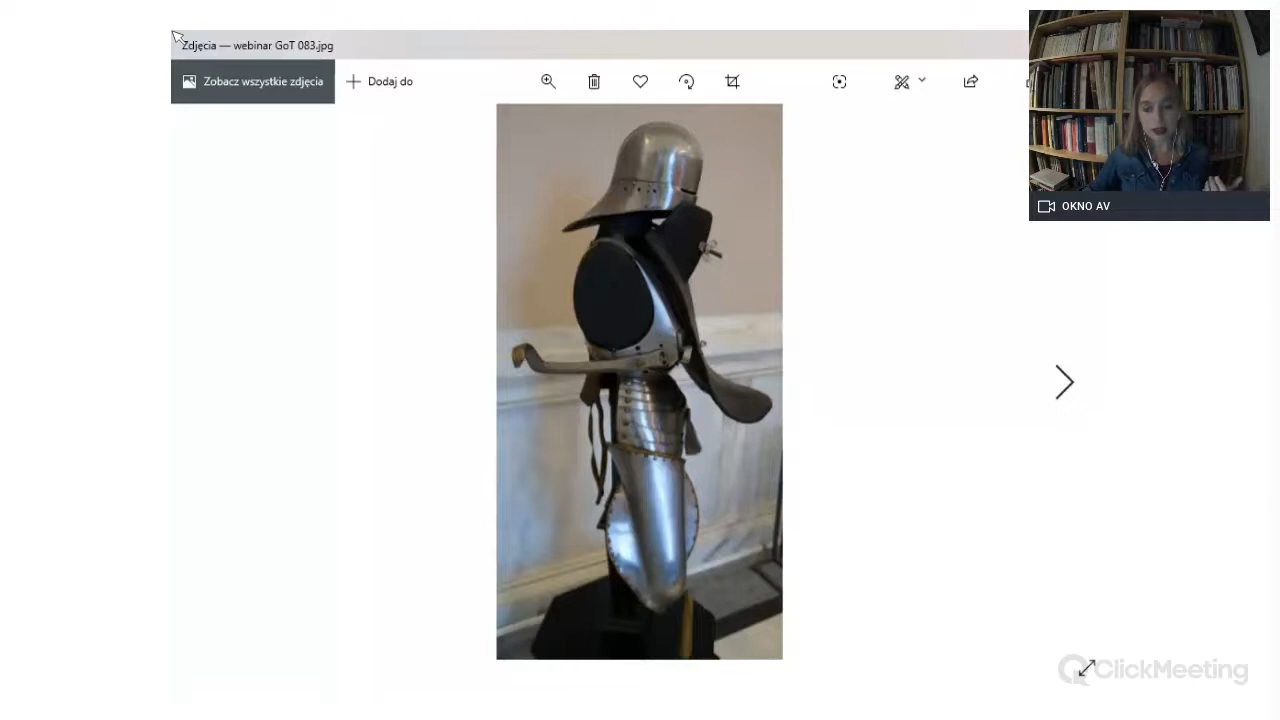 Zdjęcia — webinar GoT 083.jpg
Zobacz wszystkie zdjęcia
Dodaj do
OKNO AV
ClickMeeting